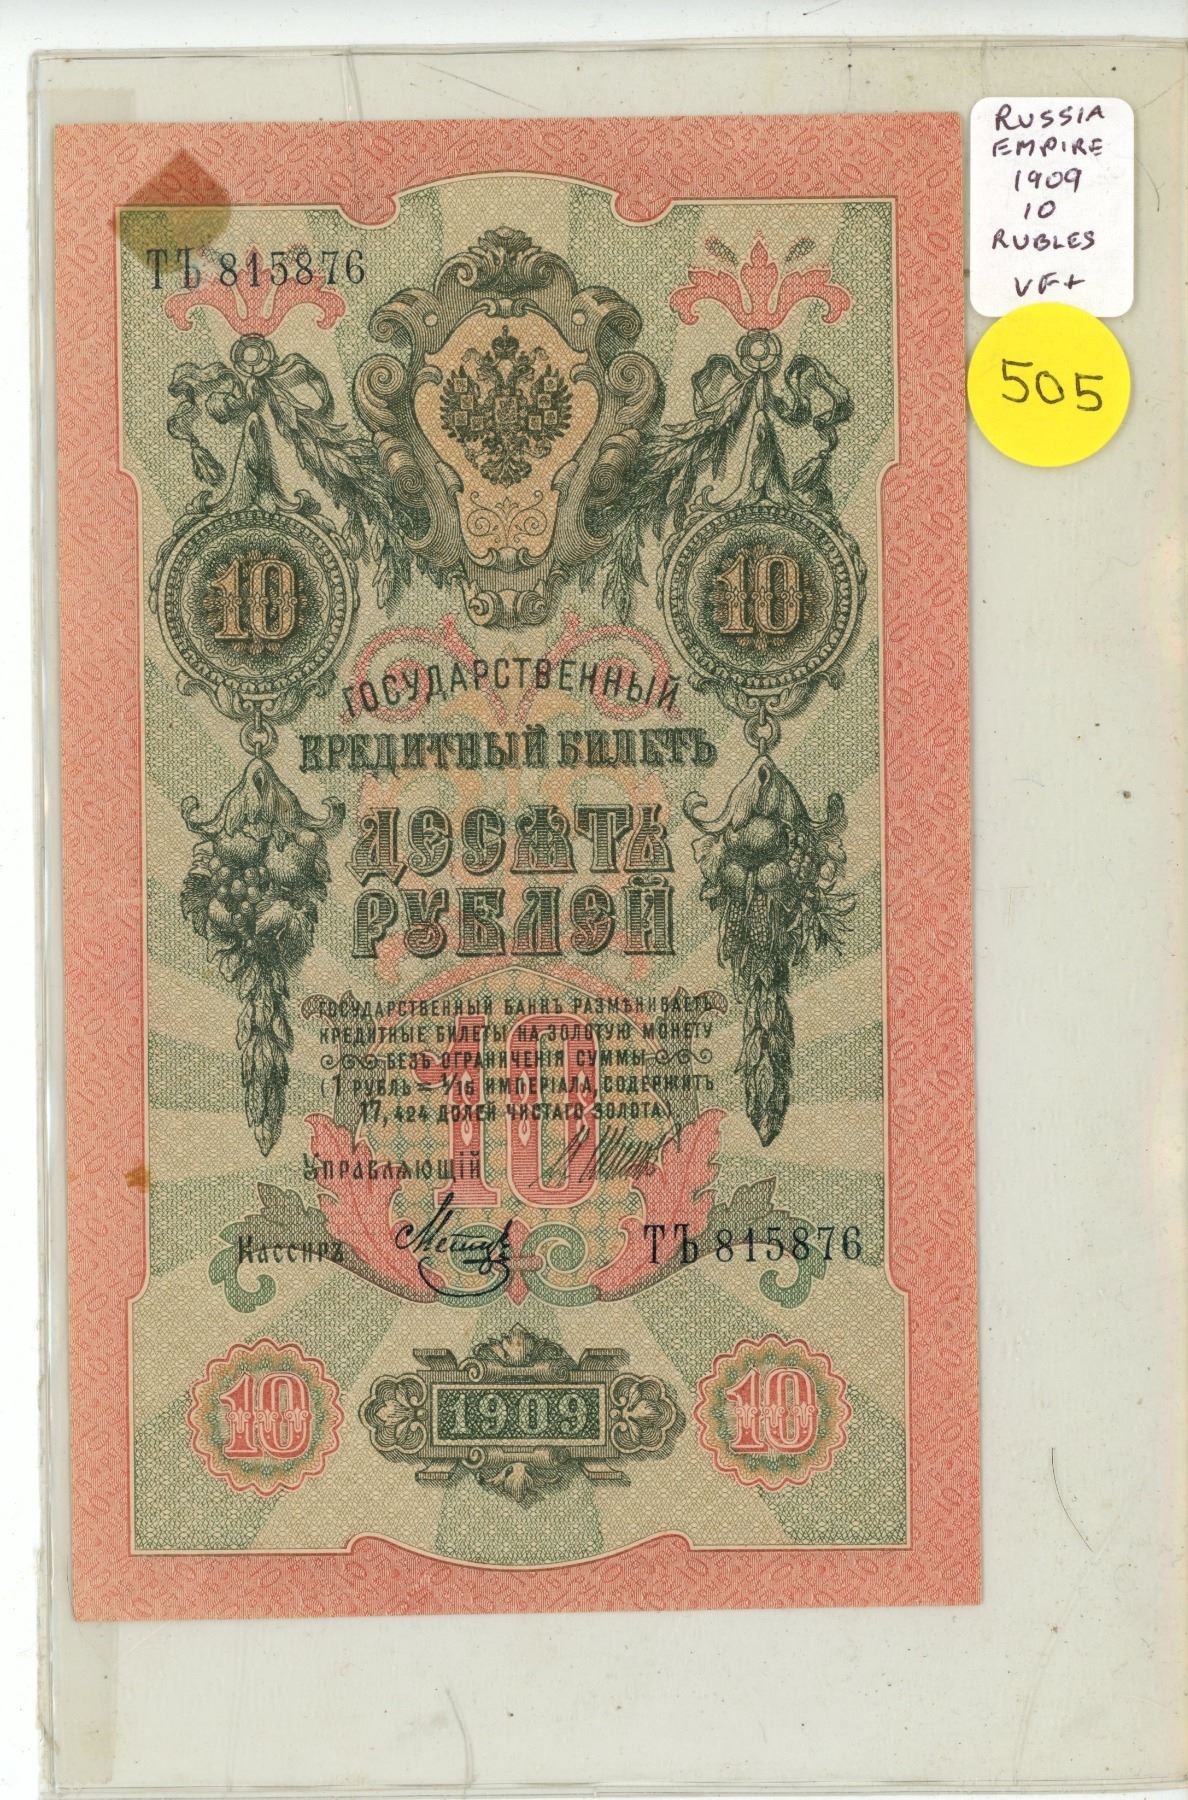 RUSSIA
EMPIRE
1909
10
RUBLES
VF+
505
ТЪ 815876
10
10
ГОСУДАРСТВЕННЫЙ
КРЕДИТНЫЙ БИЛЕТЪ
ДЕСЯТЬ
РУБЛЕЙ
ГОСУДАРСТВЕННЫЙ БАНКЪ РАЗМѢНИВАЕТЪ
КРЕДИТНЫЕ БИЛЕТЫ НА ЗОЛОТУЮ МОНЕТУ
БЕЗЪ ОГРАНИЧЕНІЯ СУММЫ
(1 РУБЛЬ = 1/15 ИМПЕРІАЛА, СОДЕРЖИТЪ
17,424 ДОЛЕЙ ЧИСТАГО ЗОЛОТА)
10
УПРАВЛЯЮЩІЙ
КАССИРЪ
ТЪ 815876
10
1909
10